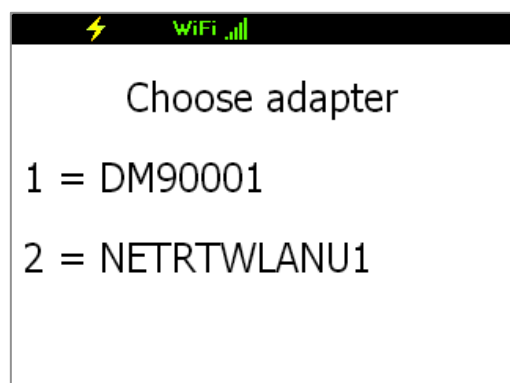 WiFi
Choose adapter
1 = DM90001
2 = NETRTWLANU1